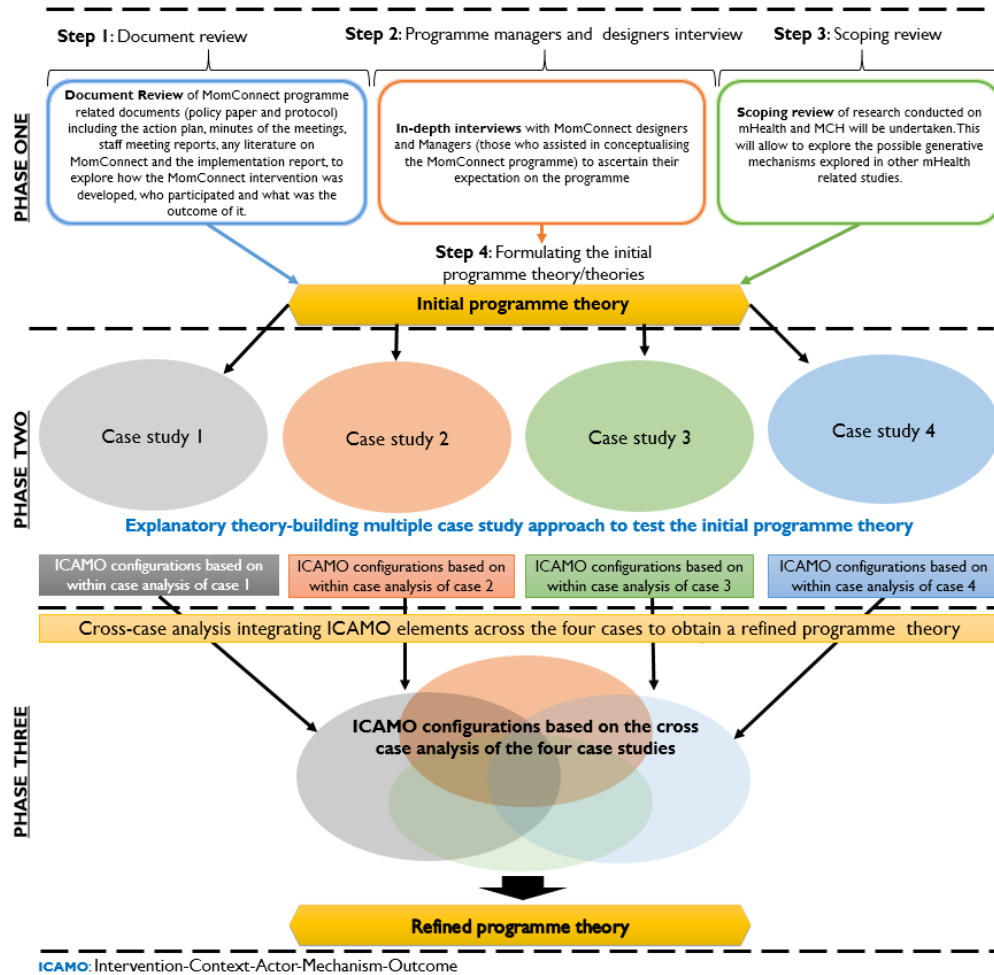 Step 1: Document review
Step 2: Programme managers and designers interview
Step 3: Scoping review
PHASE ONE
Document Review of MomConnect programme
related documents (policy paper and protocol)
including the action plan, minutes of the meetings,
staff meeting reports, any literature on
MomConnect and the implementation report, to
explore how the MomConnect intervention was
developed, who participated and what was the
outcome of it.
In-depth interviews with MomConnect designers
and Managers (those who assisted in conceptualising
the MomConnect programme) to ascertain their
expectation on the programme
Scoping review of research conducted on
mHealth and MCH will be undertaken. This
will allow to explore the possible generative
mechanisms explored in other mHealth
related studies.
Step 4: Formulating the initial
programme theory/theories
Initial programme theory
PHASE TWO
Case study 1
Case study 2
Case study 3
Case study 4
Explanatory theory-building multiple case study approach to test the initial programme theory
ICAMO configurations based on
within case analysis of case 1
ICAMO configurations based on
within case analysis of case 2
ICAMO configurations based on
within case analysis of case 3
ICAMO configurations based on
within case analysis of case 4
Cross-case analysis integrating ICAMO elements across the four cases to obtain a refined programme theory
PHASE THREE
ICAMO configurations based on the cross
case analysis of the four case studies
Refined programme theory
ICAMO: Intervention-Context-Actor-Mechanism-Outcome